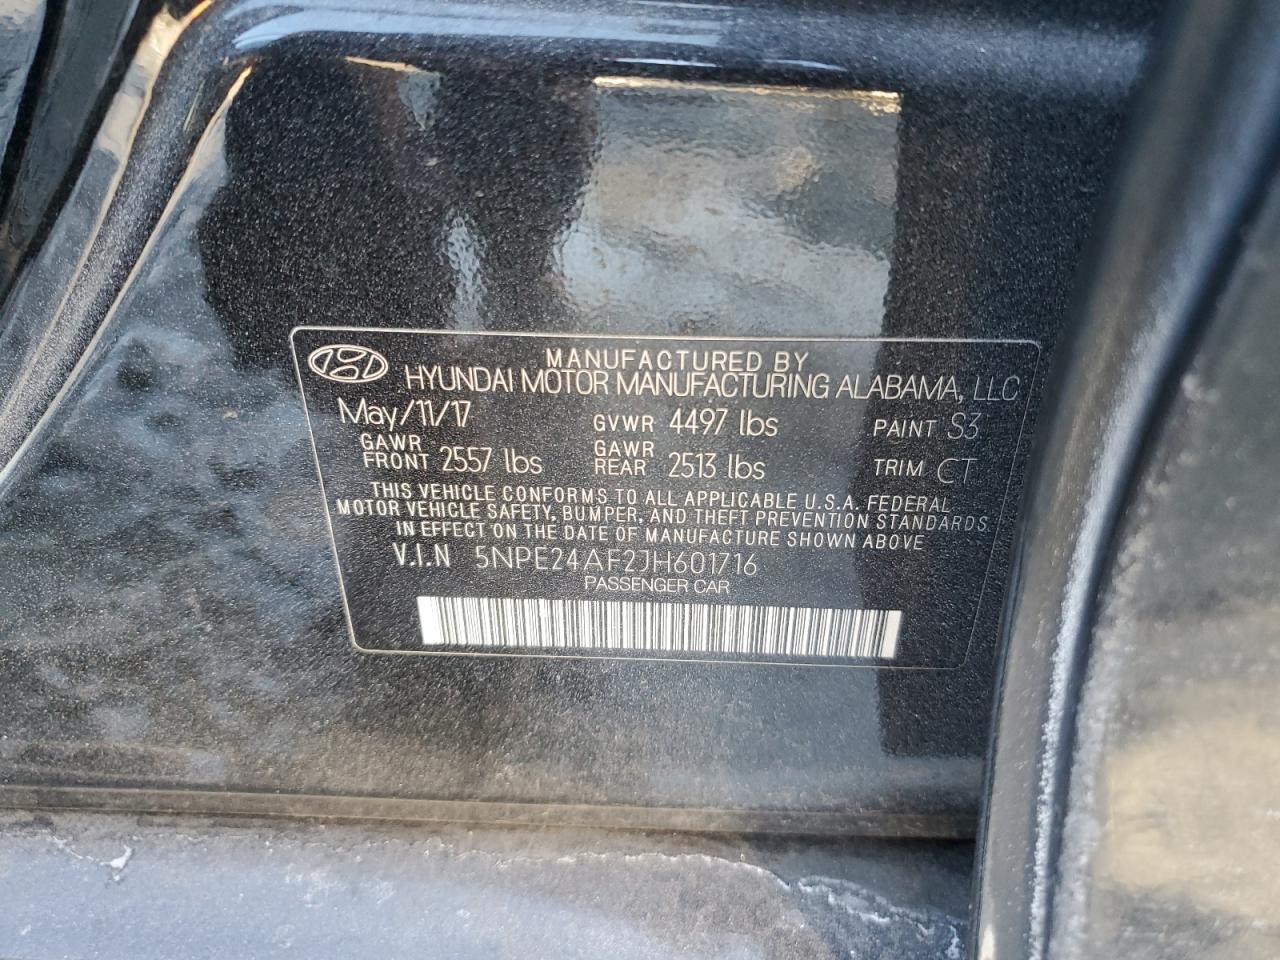 MANUFACTURED BY
HYUNDAI MOTOR MANUFACTURING ALABAMA, LLC
May/11/17 GVWR 4497 lbs PAINT S3
GAWR FRONT 2557 lbs GAWR REAR 2513 lbs TRIM CT
THIS VEHICLE CONFORMS TO ALL APPLICABLE U.S.A. FEDERAL
MOTOR VEHICLE SAFETY, BUMPER, AND THEFT PREVENTION STANDARDS
IN EFFECT ON THE DATE OF MANUFACTURE SHOWN ABOVE
V.I.N 5NPE24AF2JH601716
PASSENGER CAR